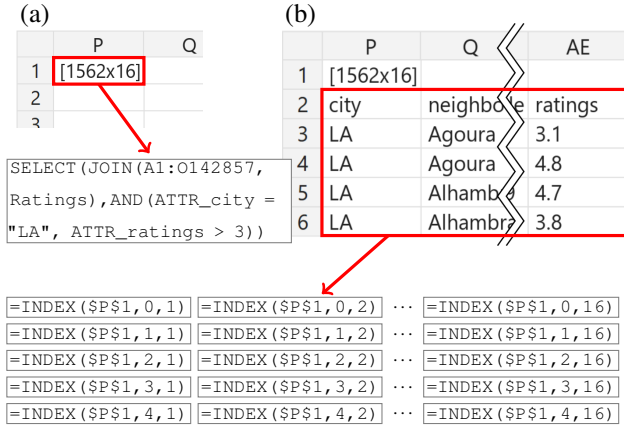 (a)
(b)
P Q
1 [1562x16]
2
3
P Q AE
1 [1562x16]
2 city ratings
3 LA Agoura 3.1
4 LA Agoura 4.8
5 LA 4.7
6 LA Alhambra 3.8
SELECT(JOIN(A1:O142857,
Ratings),AND(ATTR_city =
"LA", ATTR_ratings > 3))
=INDEX($P$1,0,1) =INDEX($P$1,0,2) ··· =INDEX($P$1,0,16)
=INDEX($P$1,1,1) =INDEX($P$1,1,2) ··· =INDEX($P$1,1,16)
=INDEX($P$1,2,1) =INDEX($P$1,2,2) ··· =INDEX($P$1,2,16)
=INDEX($P$1,3,1) =INDEX($P$1,3,2) ··· =INDEX($P$1,3,16)
=INDEX($P$1,4,1) =INDEX($P$1,4,2) ··· =INDEX($P$1,4,16)